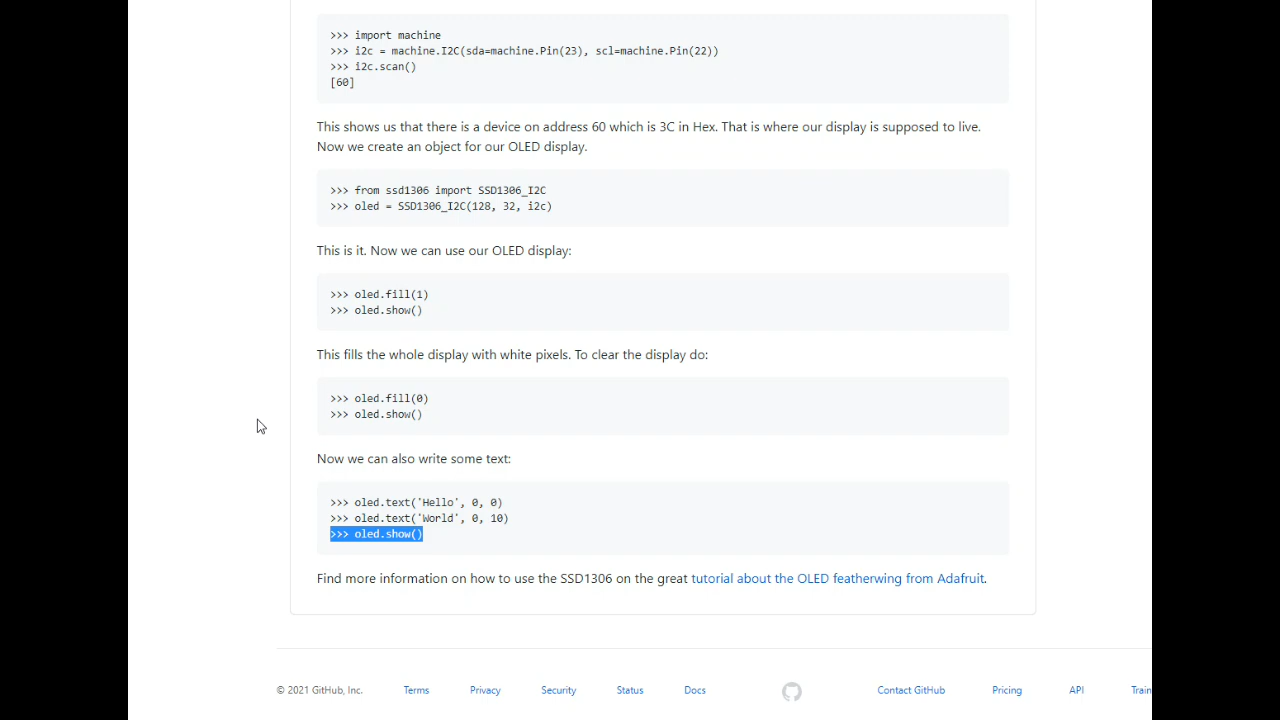 >>> import machine
>>> i2c = machine.I2C(sda=machine.Pin(23), scl=machine.Pin(22))
>>> i2c.scan()
[60]
This shows us that there is a device on address 60 which is 3C in Hex. That is where our display is supposed to live.
Now we create an object for our OLED display.
>>> from ssd1306 import SSD1306_I2C
>>> oled = SSD1306_I2C(128, 32, i2c)
This is it. Now we can use our OLED display:
>>> oled.fill(1)
>>> oled.show()
This fills the whole display with white pixels. To clear the display do:
>>> oled.fill(0)
>>> oled.show()
Now we can also write some text:
>>> oled.text('Hello', 0, 0)
>>> oled.text('World', 0, 10)
>>> oled.show()
Find more information on how to use the SSD1306 on the great tutorial about the OLED featherwing from Adafruit.
© 2021 GitHub, Inc. Terms Privacy Security Status Docs Contact GitHub Pricing API Train